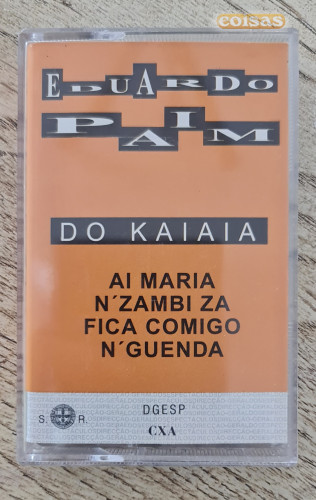 coisas
EDUARDO
PAIM
DO KAIAIA
AI MARIA
N´ZAMBI ZA
FICA COMIGO
N´GUENDA
S. R.
DGESP
CXA